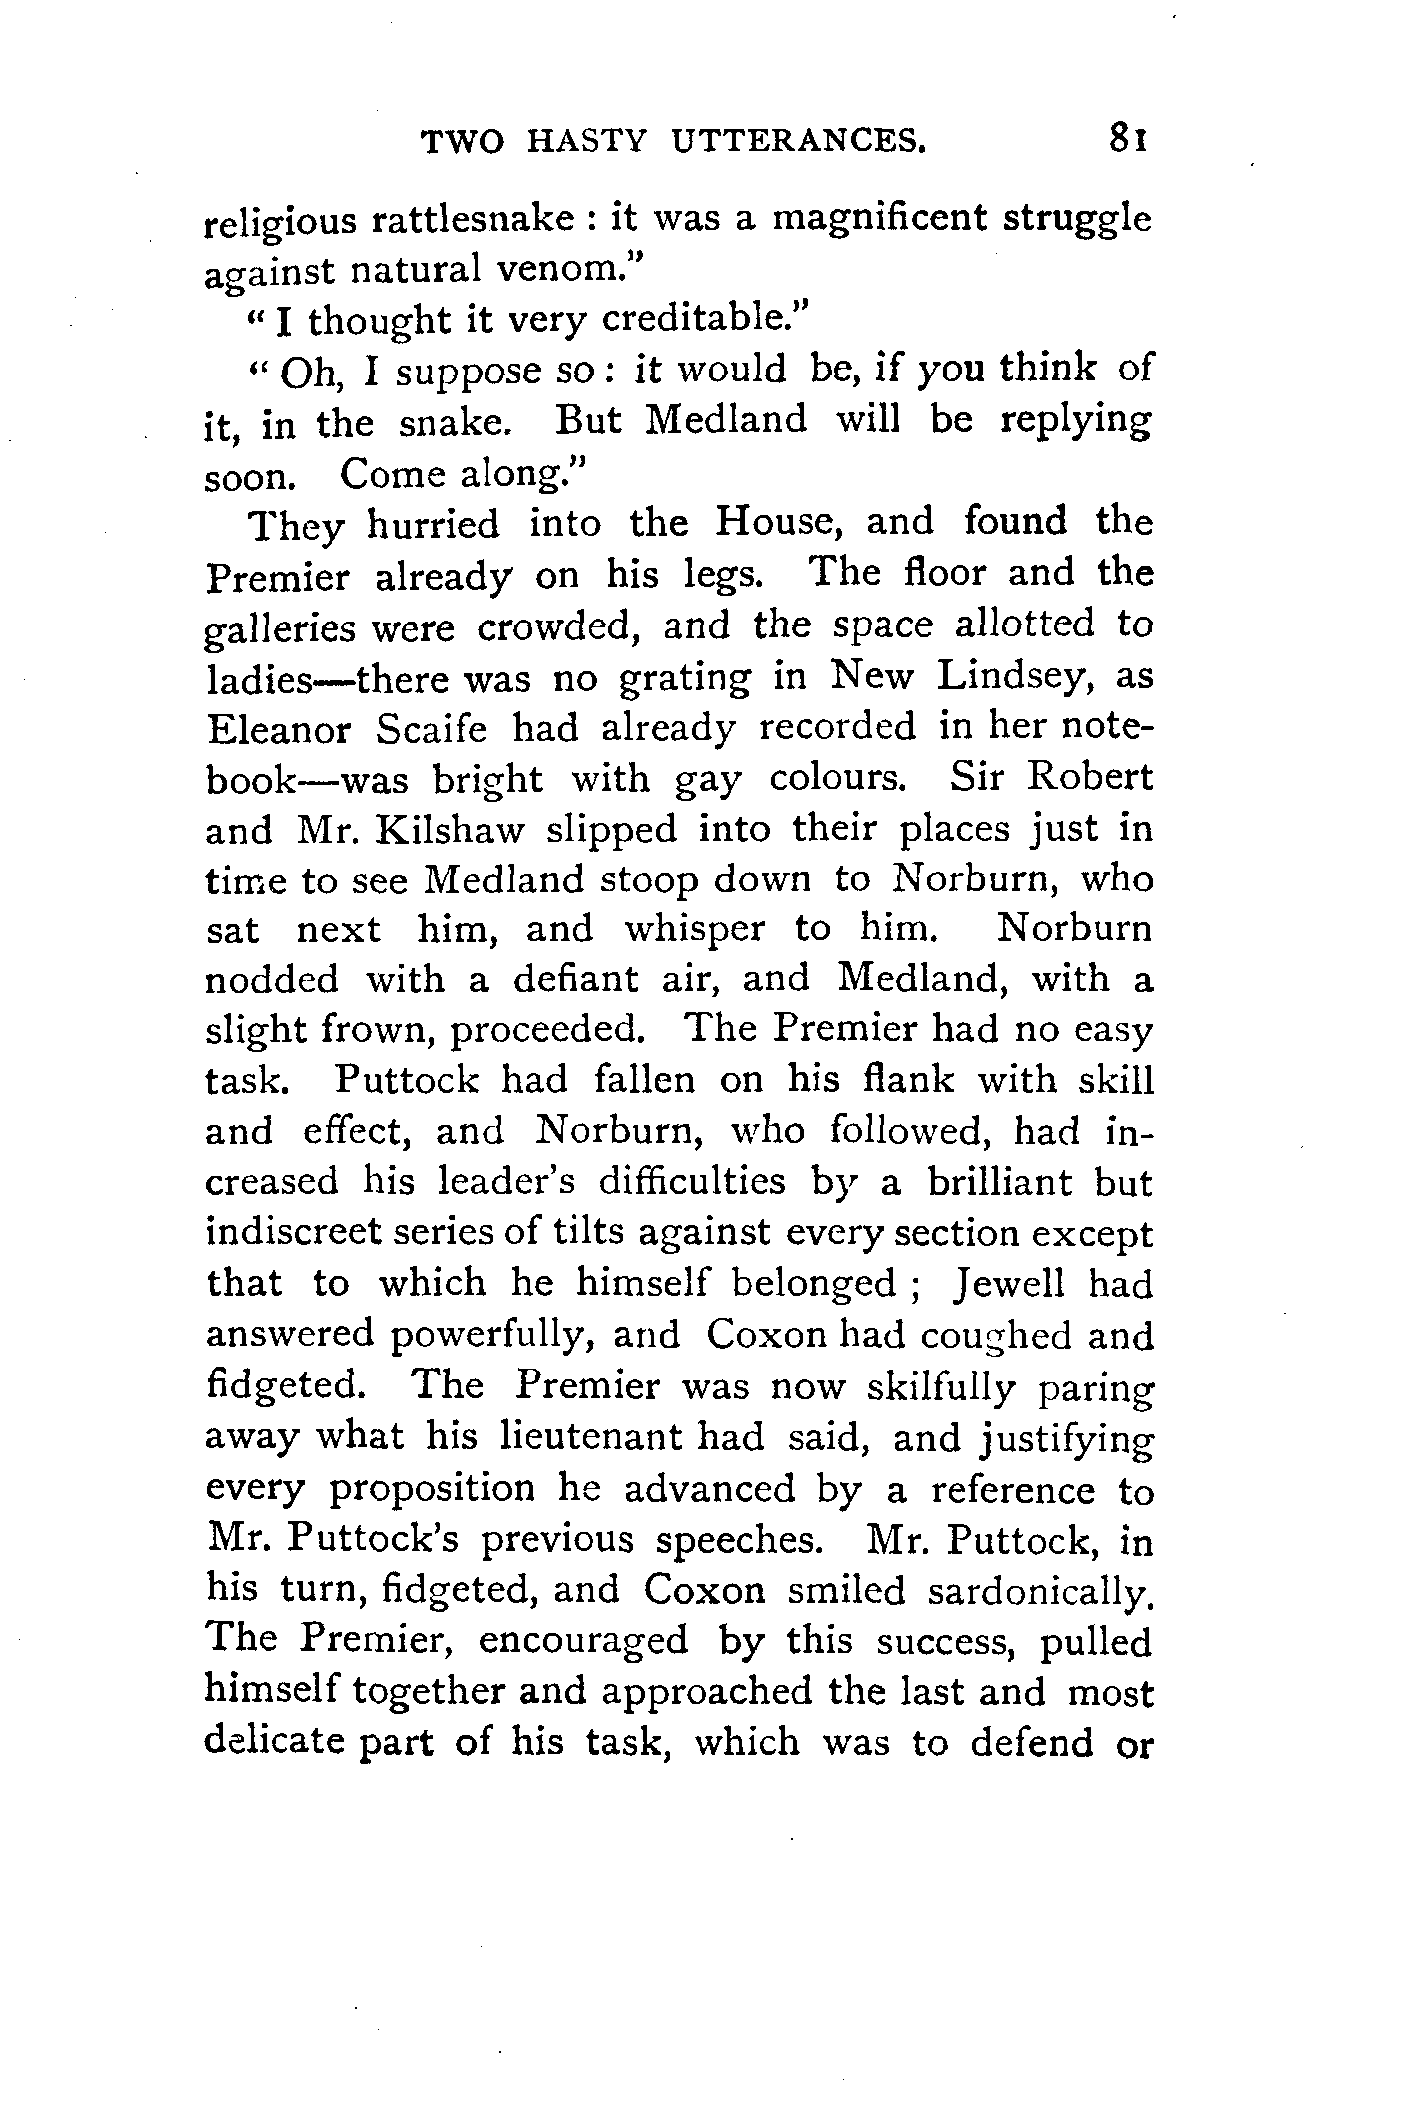 TWO HASTY UTTERANCES. 81
religious rattlesnake : it was a magnificent struggle
against natural venom."
" I thought it very creditable."
" Oh, I suppose so : it would be, if you think of
it, in the snake. But Medland will be replying
soon. Come along."
They hurried into the House, and found the
Premier already on his legs. The floor and the
galleries were crowded, and the space allotted to
ladies—there was no grating in New Lindsey, as
Eleanor Scaife had already recorded in her note-
book—was bright with gay colours. Sir Robert
and Mr. Kilshaw slipped into their places just in
time to see Medland stoop down to Norburn, who
sat next him, and whisper to him. Norburn
nodded with a defiant air, and Medland, with a
slight frown, proceeded. The Premier had no easy
task. Puttock had fallen on his flank with skill
and effect, and Norburn, who followed, had in-
creased his leader's difficulties by a brilliant but
indiscreet series of tilts against every section except
that to which he himself belonged ; Jewell had
answered powerfully, and Coxon had coughed and
fidgeted. The Premier was now skilfully paring
away what his lieutenant had said, and justifying
every proposition he advanced by a reference to
Mr. Puttock's previous speeches. Mr. Puttock, in
his turn, fidgeted, and Coxon smiled sardonically.
The Premier, encouraged by this success, pulled
himself together and approached the last and most
delicate part of his task, which was to defend or